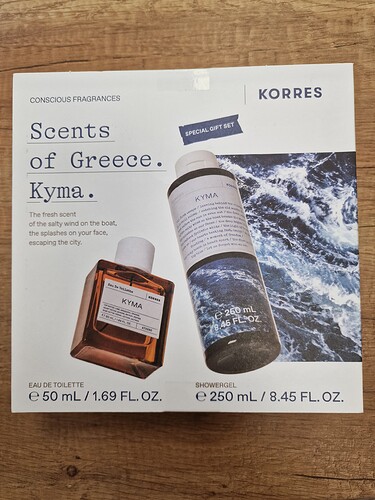 CONSCIOUS FRAGRANCES
KORRES
Scents
of Greece.
Kyma.
SPECIAL GIFT SET
The fresh scent
of the salty wind on the boat,
the splashes on your face,
escaping the city.
KYMA
Eau De Toilette
KORRES
KYMA
℮ 250 mL
8.45 FL.OZ.
EAU DE TOILETTE
℮ 50 mL / 1.69 FL. OZ.
SHOWERGEL
℮ 250 mL / 8.45 FL. OZ.